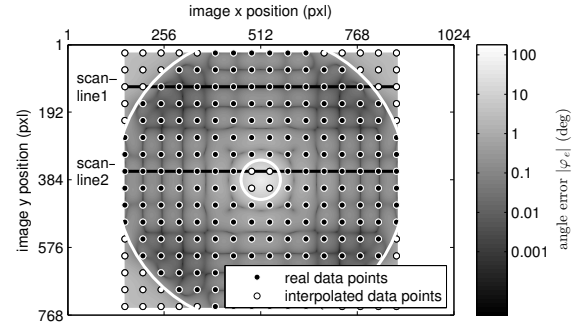 image x position (pxl)
1 256 512 768 1024
1
192
384
576
768
image y position (pxl)
scan-
line1
scan-
line2
real data points
interpolated data points
100
10
1
0.1
0.01
0.001
angle error |φ e| (deg)